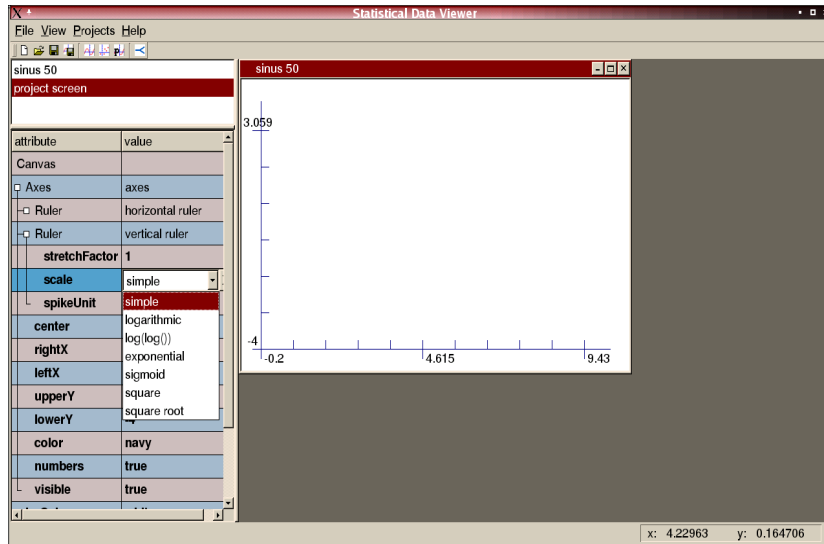 Statistical Data Viewer
File View Projects Help
sinus 50
project screen
attribute value
Canvas
Axes axes
Ruler horizontal ruler
Ruler vertical ruler
stretchFactor 1
scale simple
spikeUnit
simple
logarithmic
log(log())
exponential
sigmoid
square
square root
center
rightX
leftX
upperY
lowerY
color navy
numbers true
visible true
sinus 50
3.059
-4
-0.2 4.615 9.43
x: 4.22963 y: 0.164706